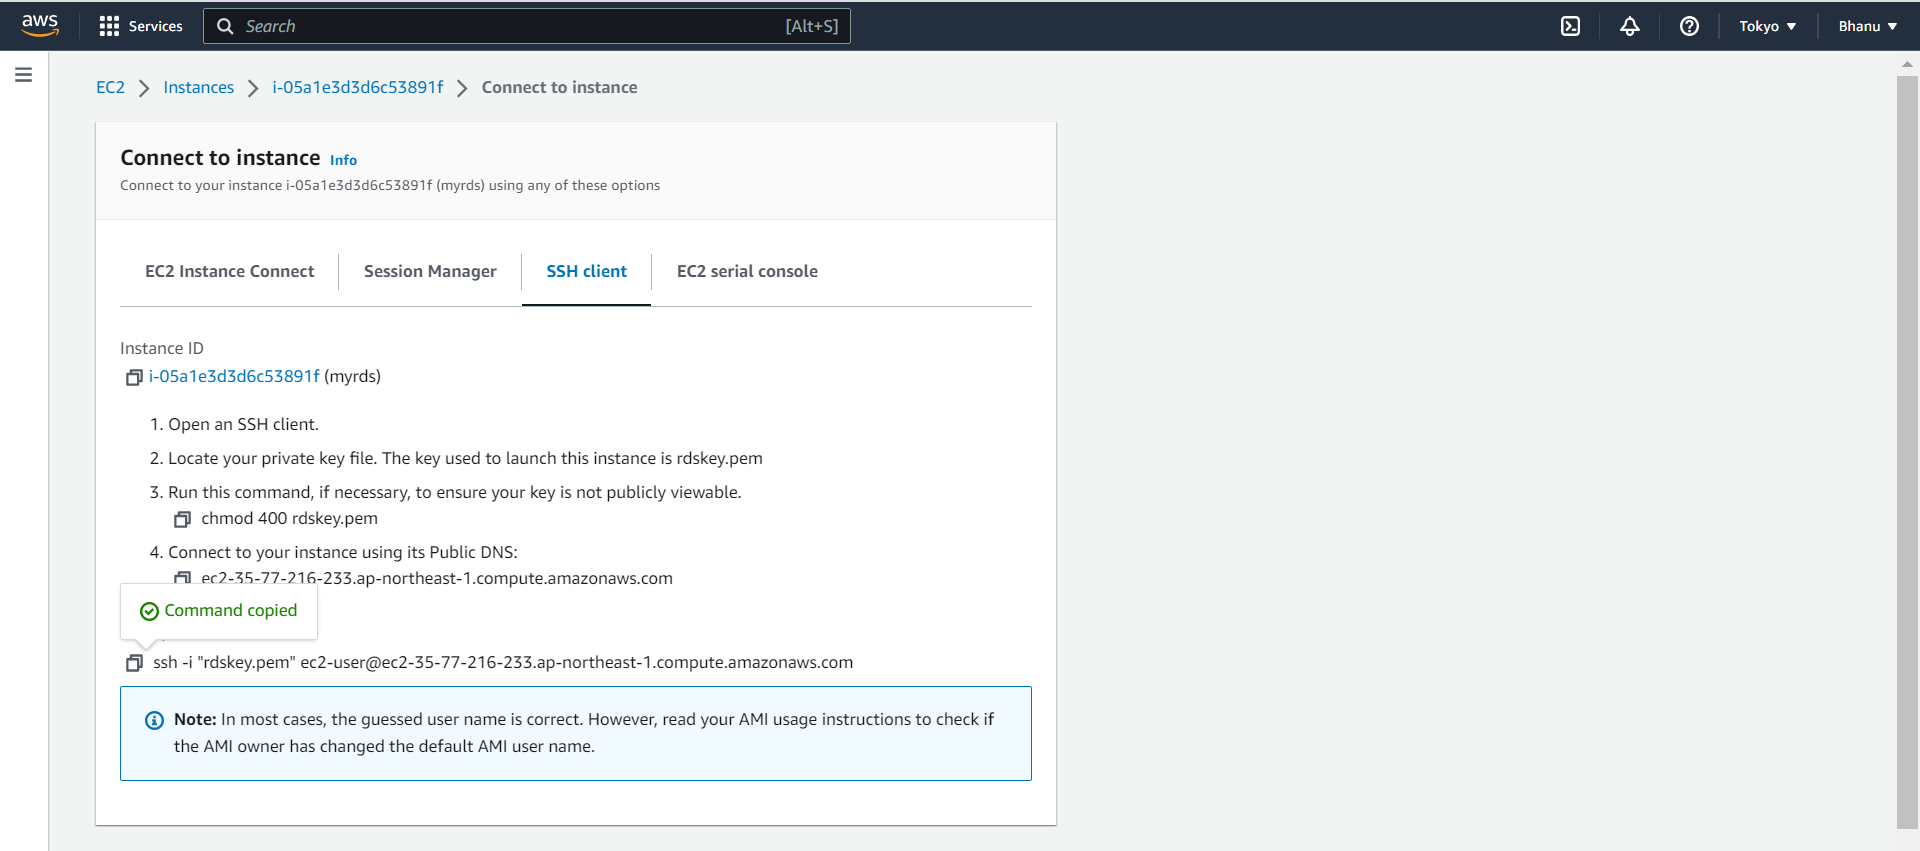 aws
Services
Search [Alt+S]
Tokyo ▼
Bhanu ▼
EC2 > Instances > i-05a1e3d3d6c53891f > Connect to instance
Connect to instance Info
Connect to your instance i-05a1e3d3d6c53891f (myrds) using any of these options
EC2 Instance Connect
Session Manager
SSH client
EC2 serial console
Instance ID
i-05a1e3d3d6c53891f (myrds)
1. Open an SSH client.
2. Locate your private key file. The key used to launch this instance is rdskey.pem
3. Run this command, if necessary, to ensure your key is not publicly viewable.
chmod 400 rdskey.pem
4. Connect to your instance using its Public DNS:
ec2-35-77-216-233.ap-northeast-1.compute.amazonaws.com
Command copied
ssh -i "rdskey.pem" ec2-user@ec2-35-77-216-233.ap-northeast-1.compute.amazonaws.com
Note: In most cases, the guessed user name is correct. However, read your AMI usage instructions to check if
the AMI owner has changed the default AMI user name.